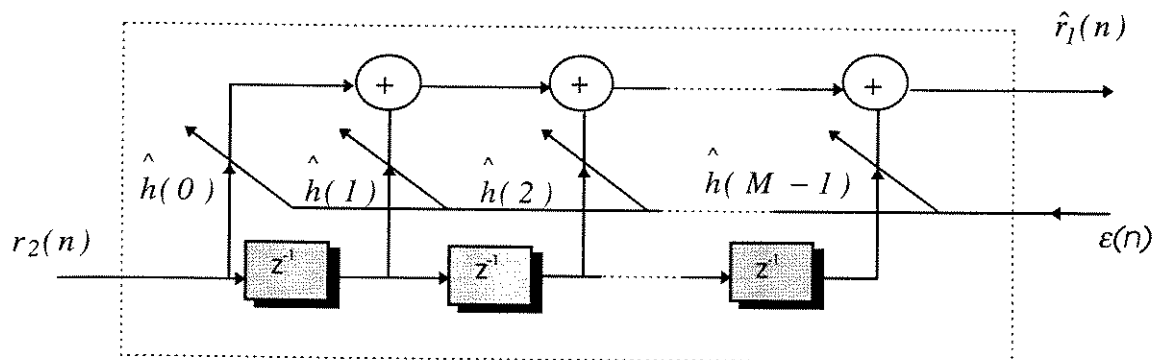 r̂₁(n)
+ + +
ĥ(0) ĥ(1) ĥ(2) ĥ(M-1)
r₂(n) ε(n)
z⁻¹ z⁻¹ z⁻¹